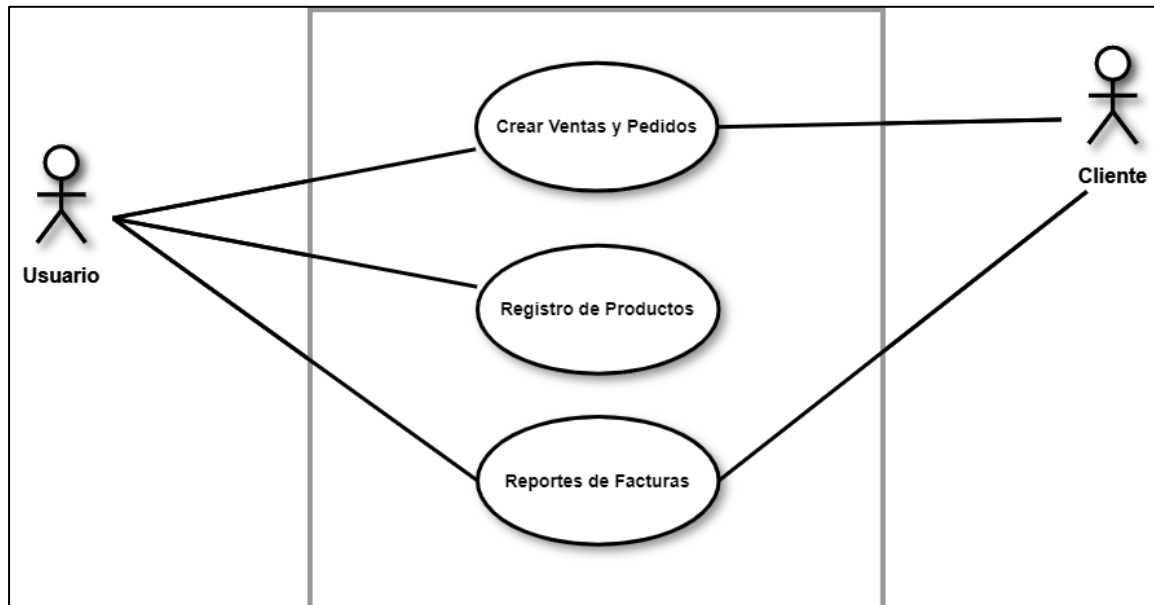 Crear Ventas y Pedidos
Cliente
Usuario
Registro de Productos
Reportes de Facturas